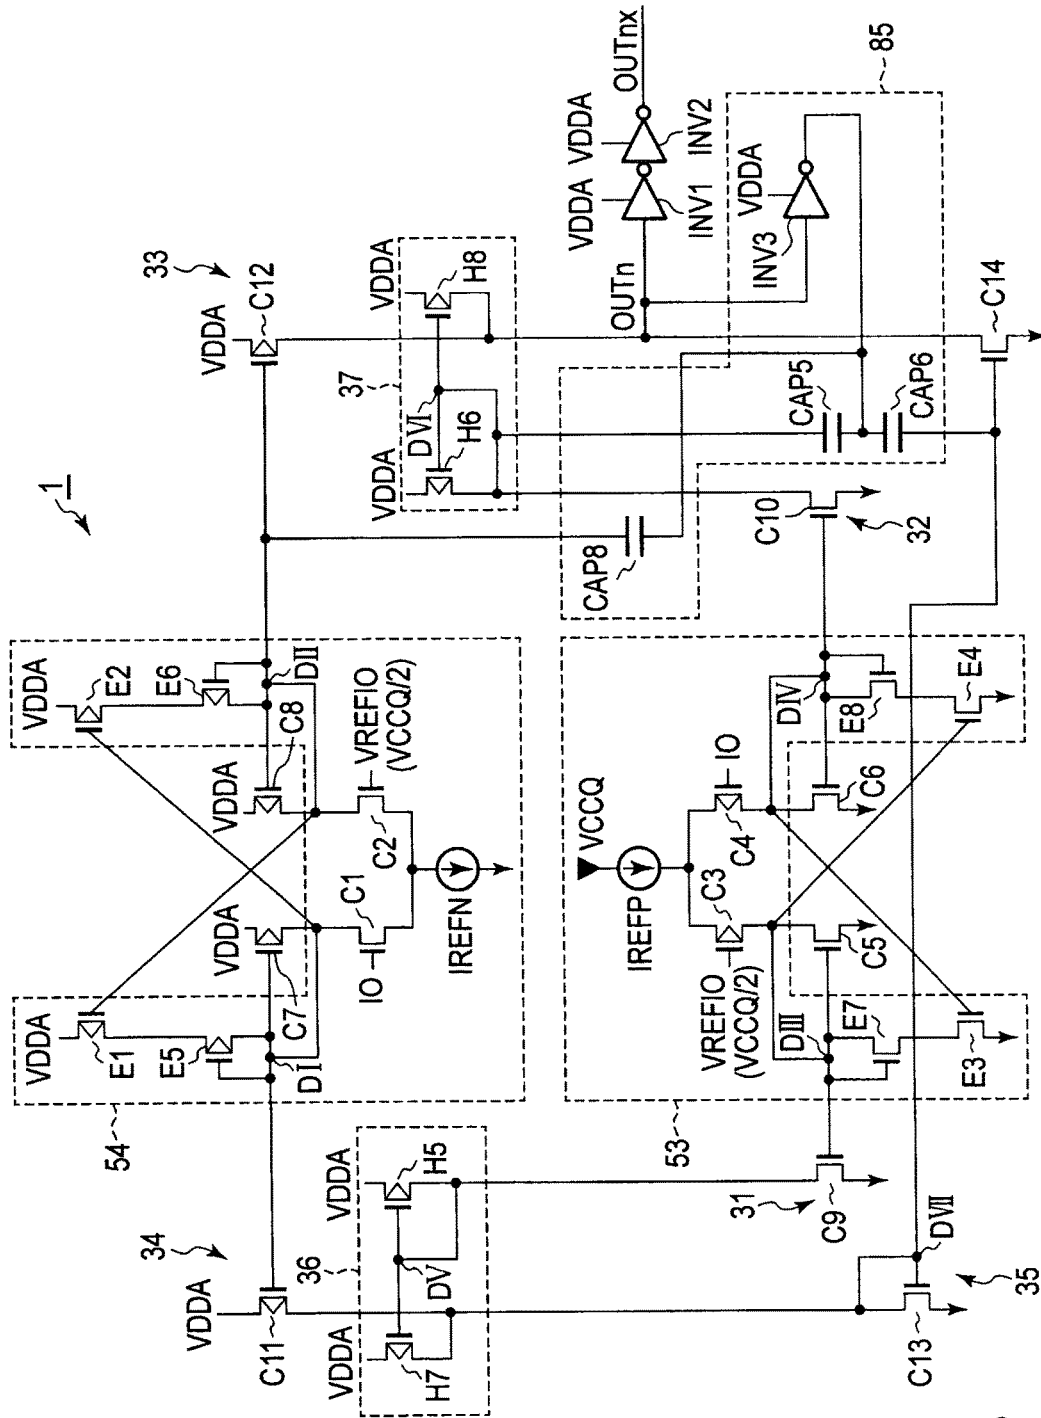 1
33
VDDA
C12
34
VDDA
C11
54
VDDA
E1
E5
VDDA
E2
E6
VDDA
C7
VDDA
C8
DI
DII
IO
C1
C2
VREFIO
(VCCQ/2)
IREFN
36
VDDA
H7
VDDA
H5
DV
37
VDDA
H6
VDDA
H8
DVI
VCCQ
IREFP
VREFIO
(VCCQ/2)
C3
C4
IO
DIII
DIV
C5
C6
E7
E3
E8
E4
53
31
C9
C10
32
CAP8
CAP5
CAP6
OUTn
VDDA
INV1
VDDA
INV2
OUTnx
INV3
VDDA
85
C14
DVII
C13
35